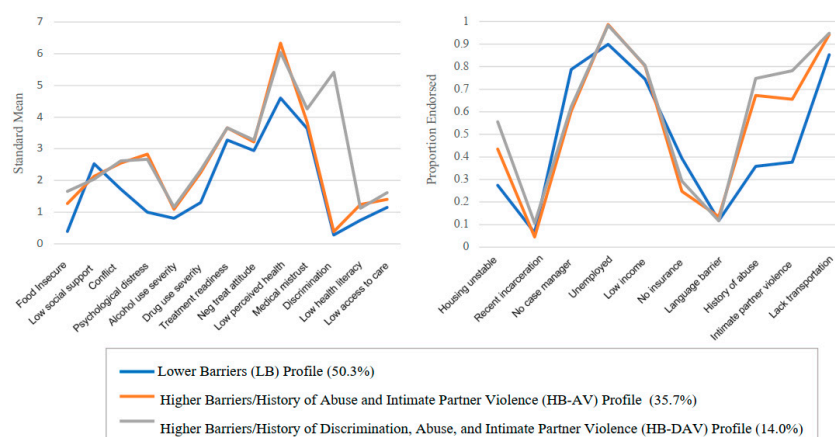 7
6
5
4
3
2
1
0
Standard Mean
Food Insecure
Low social support
Conflict
Psychological distress
Alcohol use severity
Drug use severity
Treatment readiness
Neg treat attitude
Low perceived health
Medical mistrust
Discrimination
Low health literacy
Low access to care
1
0.9
0.8
0.7
0.6
0.5
0.4
0.3
0.2
0.1
0
Proportion Endorsed
Housing unstable
Recent incarceration
No case manager
Unemployed
Low income
No insurance
Language barrier
History of abuse
Intimate partner violence
Lack transportation
Lower Barriers (LB) Profile (50.3%)
Higher Barriers/History of Abuse and Intimate Partner Violence (HB-AV) Profile (35.7%)
Higher Barriers/History of Discrimination, Abuse, and Intimate Partner Violence (HB-DAV) Profile (14.0%)